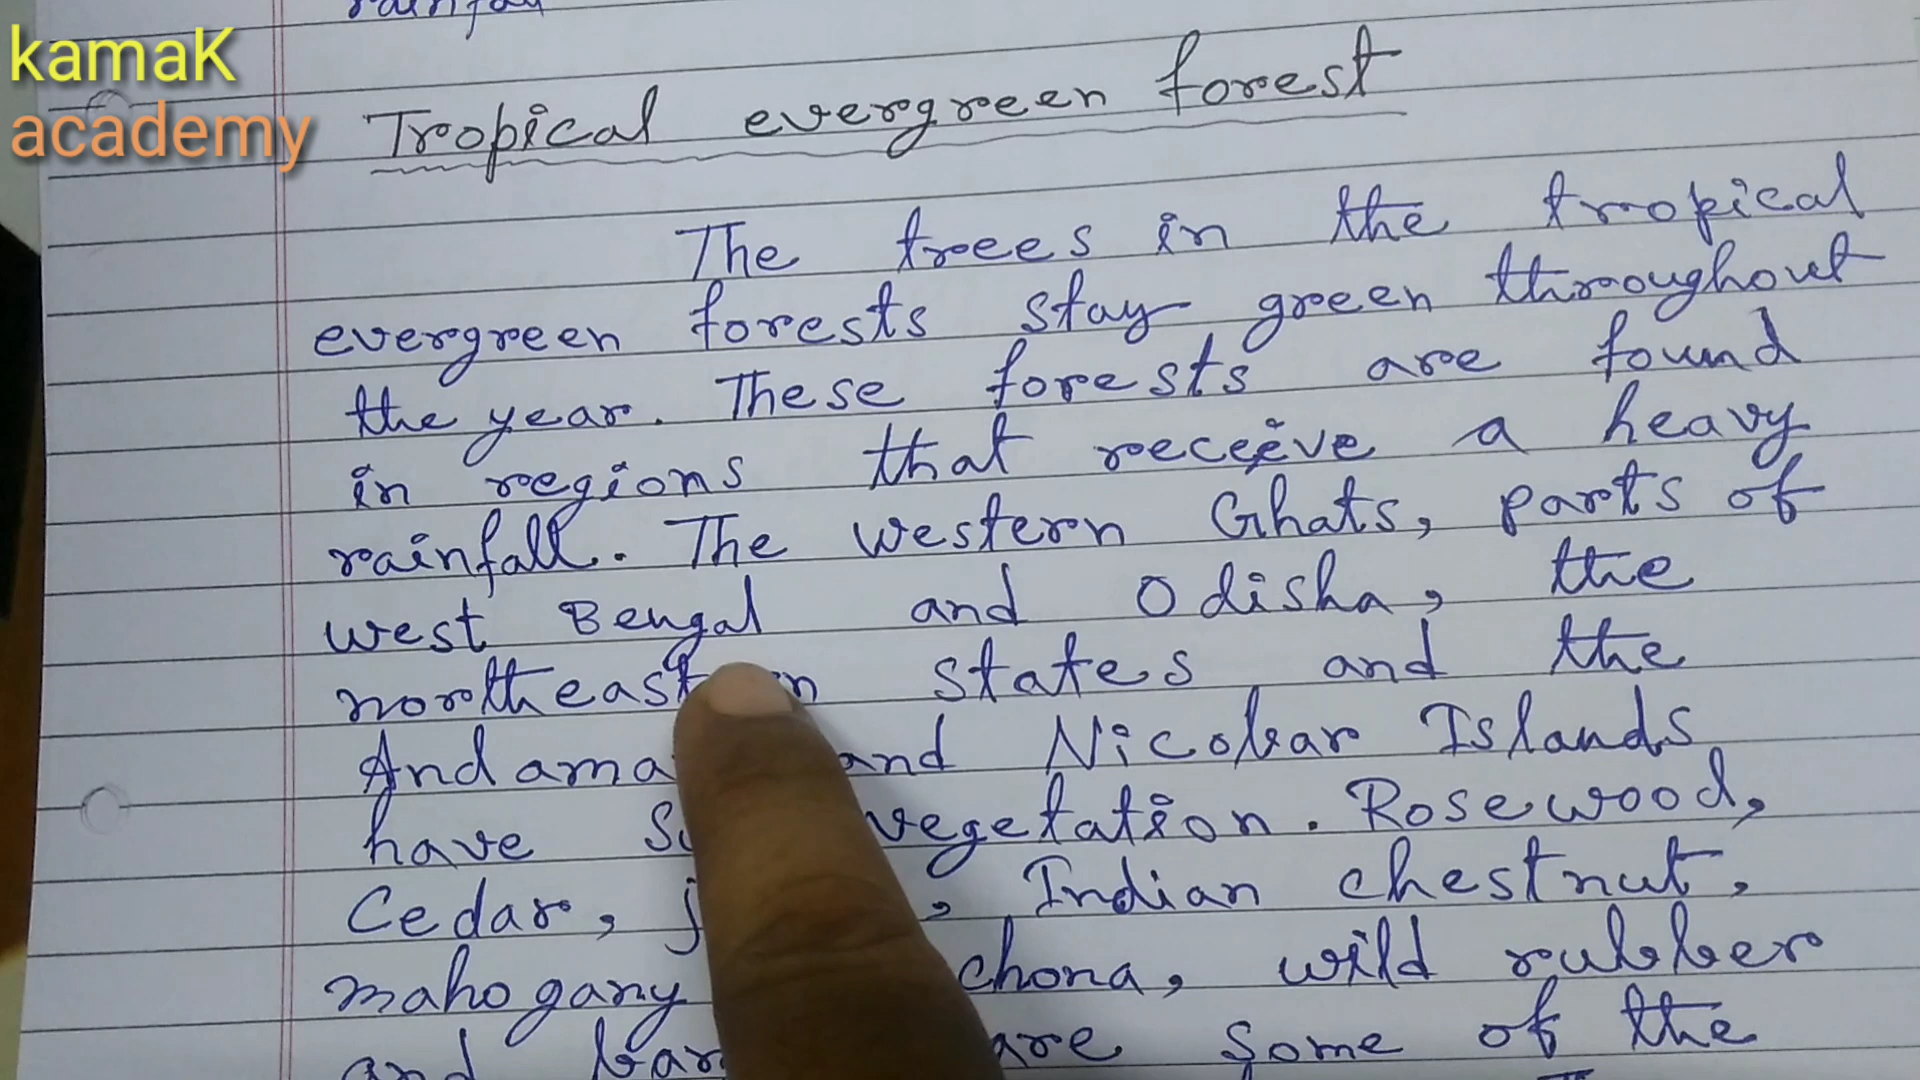 rainfall
kamaK
academy
Tropical evergreen forest
The trees in the tropical
evergreen forests stay green throughout
the year. These forests are found
in regions that receive a heavy
rainfall. The western Ghats, parts of
west Bengal and Odisha, the
northeastern states and the
and Nicobar Islands
have vegetation. Rosewood,
Cedar, , Indian chestnut,
mahogany chona, wild rubber
and are some of the